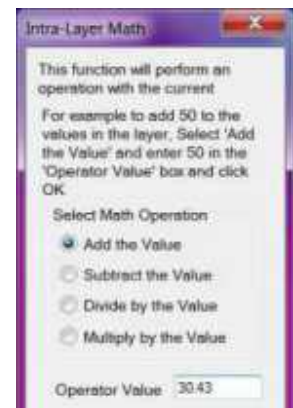 Intra-Layer Math
This function will perform an
operation with the current
For example to add 50 to the
values in the layer, Select 'Add
the Value' and enter 50 in the
'Operator Value' box and click
OK
Select Math Operation
Add the Value
Subtract the Value
Divide by the Value
Multiply by the Value
Operator Value 30.43